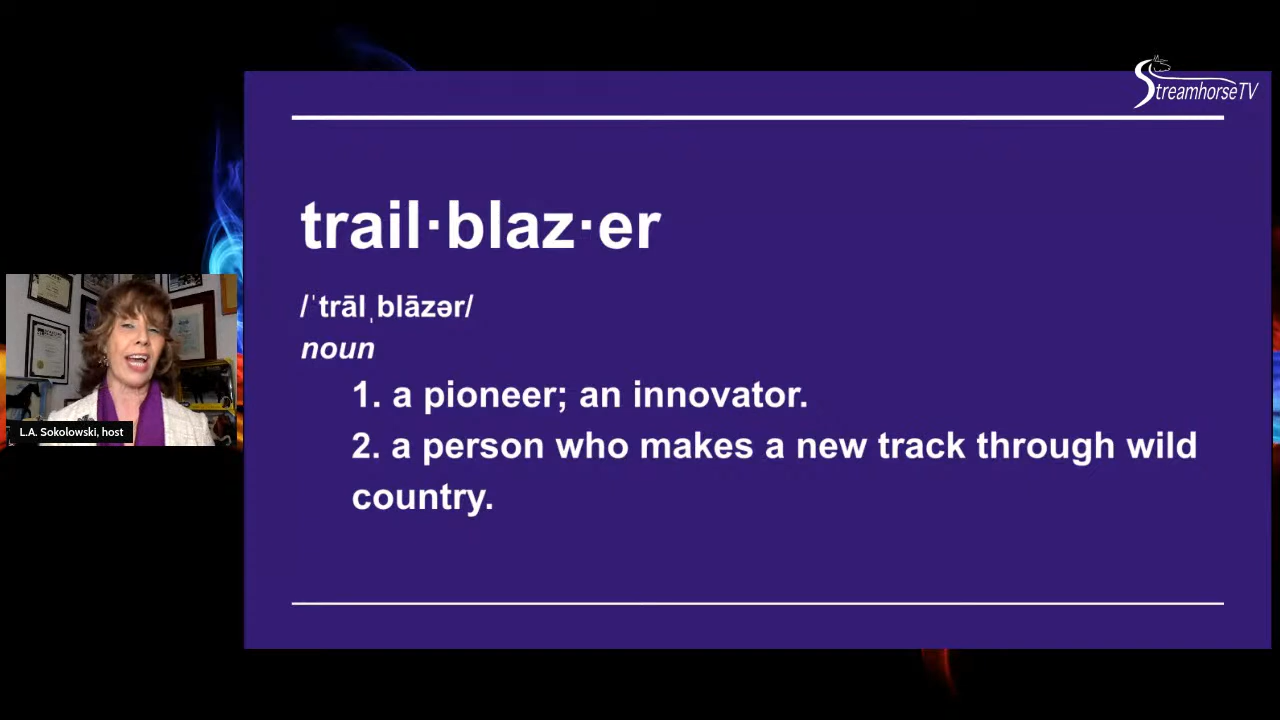 StreamhorseTV
trail·blaz·er
/ˈtrālˌblāzər/
noun
1. a pioneer; an innovator.
2. a person who makes a new track through wild
country.
L.A. Sokolowski, host